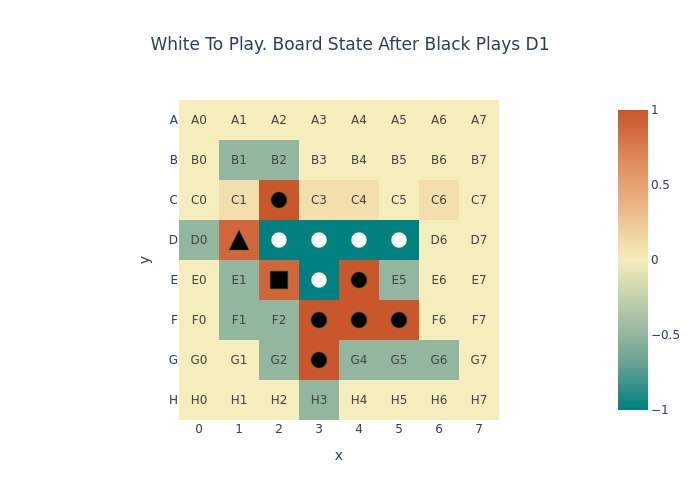 White To Play. Board State After Black Plays D1
A A0 A1 A2 A3 A4 A5 A6 A7
B B0 B1 B2 B3 B4 B5 B6 B7
C C0 C1 C3 C4 C5 C6 C7
D D0 D6 D7
E E0 E1 E5 E6 E7
F F0 F1 F2 F6 F7
G G0 G1 G2 G4 G5 G6 G7
H H0 H1 H2 H3 H4 H5 H6 H7
0 1 2 3 4 5 6 7
x
y
1
0.5
0
−0.5
−1